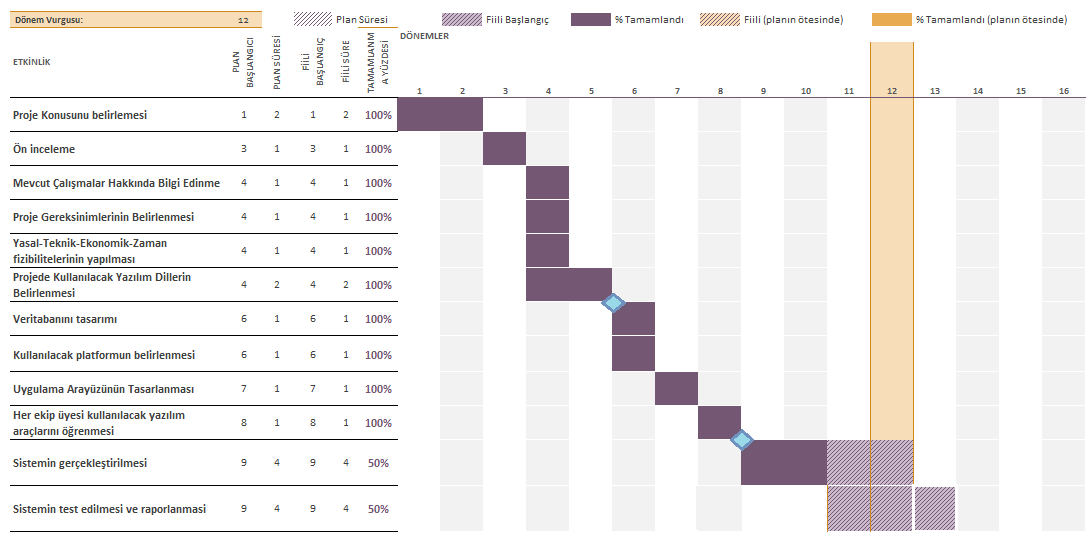 Dönem Vurgusu: 12
Plan Süresi
Fiili Başlangıç
% Tamamlandı
Fiili (planın ötesinde)
% Tamamlandı (planın ötesinde)
ETKİNLİK
PLAN
BAŞLANGICI
PLAN SÜRESİ
FİİLİ
BAŞLANGIÇ
FİİLİ SÜRE
TAMAMLANM
A YÜZDESİ
DÖNEMLER
1 2 3 4 5 6 7 8 9 10 11 12 13 14 15 16
Proje Konusunu belirlemesi 1 2 1 2 100%
Ön inceleme 3 1 3 1 100%
Mevcut Çalışmalar Hakkında Bilgi Edinme 4 1 4 1 100%
Proje Gereksinimlerinin Belirlenmesi 4 1 4 1 100%
Yasal-Teknik-Ekonomik-Zaman
fizibilitelerinin yapılması 4 1 4 1 100%
Projede Kullanılacak Yazılım Dillerin
Belirlenmesi 4 2 4 2 100%
Veritabanını tasarımı 6 1 6 1 100%
Kullanılacak platformun belirlenmesi 6 1 6 1 100%
Uygulama Arayüzünün Tasarlanması 7 1 7 1 100%
Her ekip üyesi kullanılacak yazılım
araçlarını öğrenmesi 8 1 8 1 100%
Sistemin gerçekleştirilmesi 9 4 9 4 50%
Sistemin test edilmesi ve raporlanması 9 4 9 4 50%